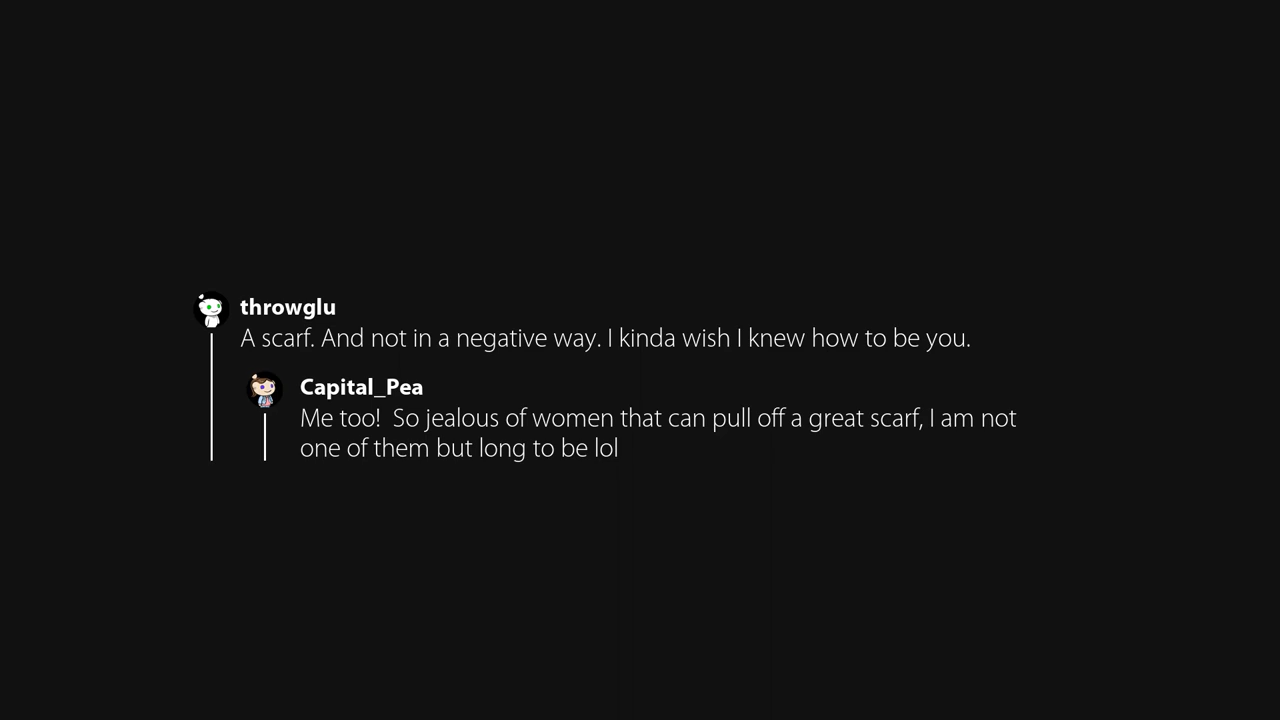 throwglu
A scarf. And not in a negative way. I kinda wish I knew how to be you.
Capital_Pea
Me too!  So jealous of women that can pull off a great scarf, I am not
one of them but long to be lol